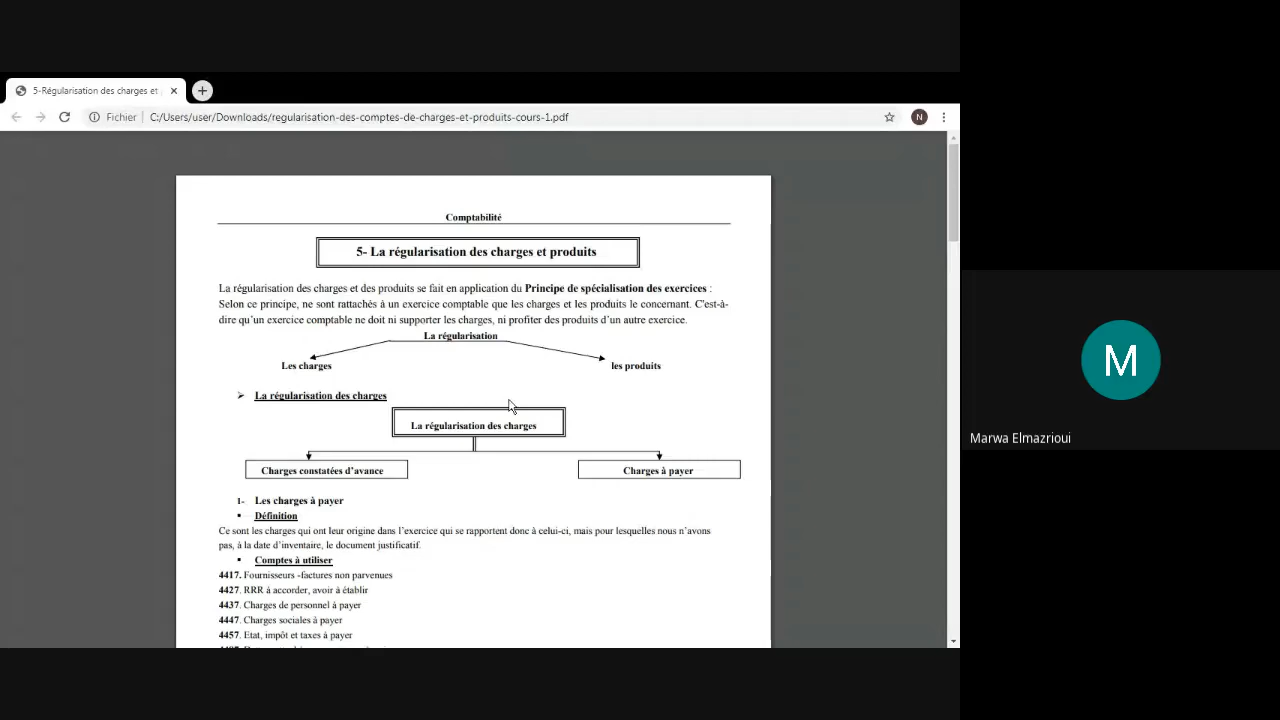 5-Régularisation des charges et
Fichier
C:/Users/user/Downloads/regularisation-des-comptes-de-charges-et-produits-cours-1.pdf
N
Comptabilité
5- La régularisation des charges et produits
La régularisation des charges et des produits se fait en application du Principe de spécialisation des exercices :
Selon ce principe, ne sont rattachés à un exercice comptable que les charges et les produits le concernant. C'est-à-
dire qu'un exercice comptable ne doit ni supporter les charges, ni profiter des produits d'un autre exercice.
La régularisation
Les charges
les produits
➢ La régularisation des charges
La régularisation des charges
Charges constatées d'avance
Charges à payer
1- Les charges à payer
▪ Définition
Ce sont les charges qui ont leur origine dans l'exercice qui se rapportent donc à celui-ci, mais pour lesquelles nous n'avons
pas, à la date d'inventaire, le document justificatif.
▪ Comptes à utiliser
4417. Fournisseurs -factures non parvenues
4427. RRR à accorder, avoir à établir
4437. Charges de personnel à payer
4447. Charges sociales à payer
4457. Etat, impôt et taxes à payer
M
Marwa Elmazrioui